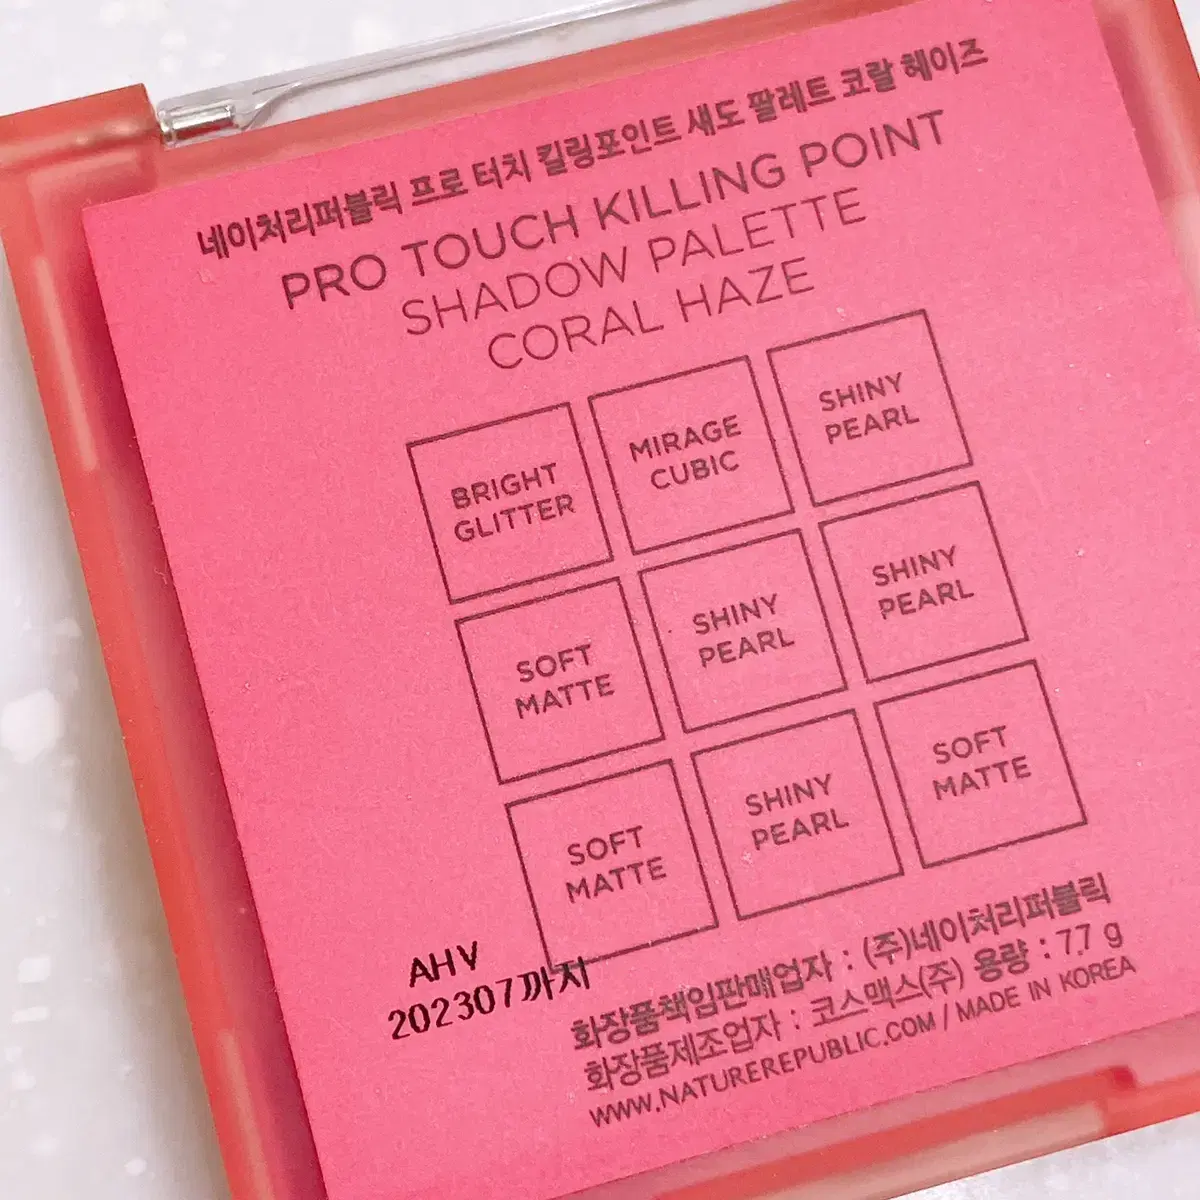 네이처리퍼블릭 프로 터치 킬링포인트 섀도 팔레트 코랄 헤이즈
PRO TOUCH KILLING POINT
SHADOW PALETTE
CORAL HAZE
BRIGHT
GLITTER
MIRAGE
CUBIC
SHINY
PEARL
SOFT
MATTE
SHINY
PEARL
SHINY
PEARL
SOFT
MATTE
SHINY
PEARL
SOFT
MATTE
AHV
202307까지
화장품책임판매업자 : (주)네이처리퍼블릭
화장품제조업자 : 코스맥스(주) 용량 : 7.7 g
WWW.NATUREREPUBLIC.COM / MADE IN KOREA